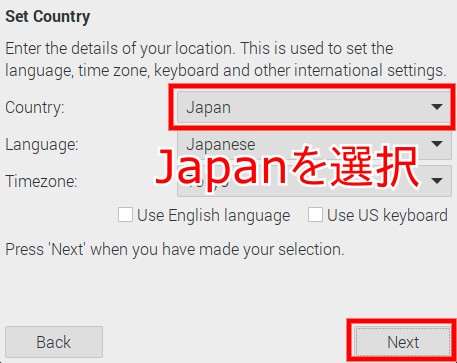 Set Country
Enter the details of your location. This is used to set the
language, time zone, keyboard and other international settings.
Country: Japan
Language: Japanese
Japanを選択
Timezone: Tokyo
Use English language Use US keyboard
Press 'Next' when you have made your selection.
Back Next